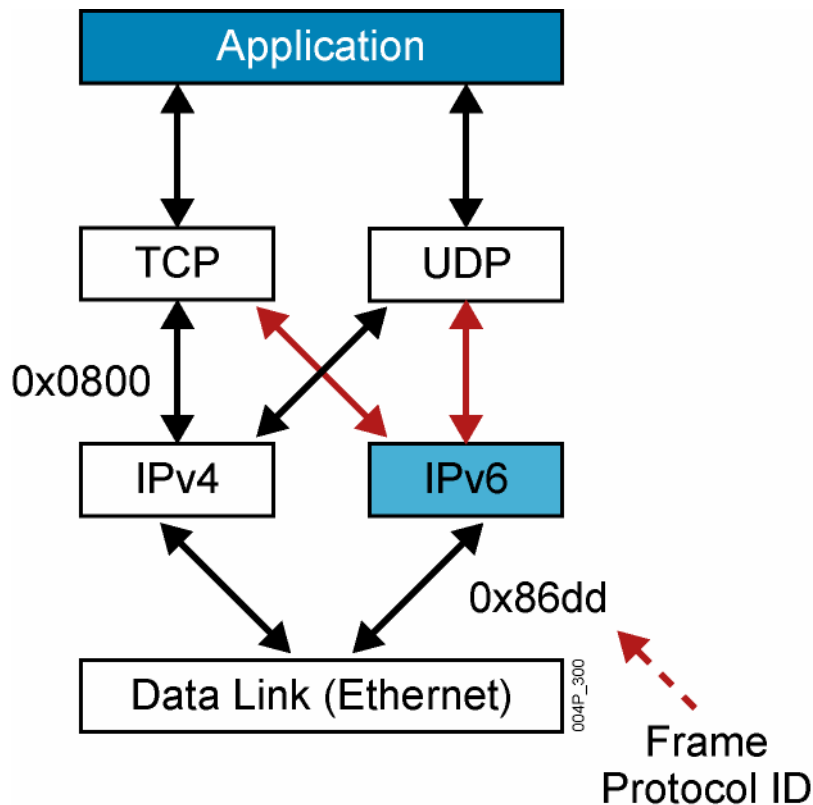 Application
TCP
UDP
0x0800
IPv4
IPv6
0x86dd
Data Link (Ethernet)
004P_300
Frame
Protocol ID